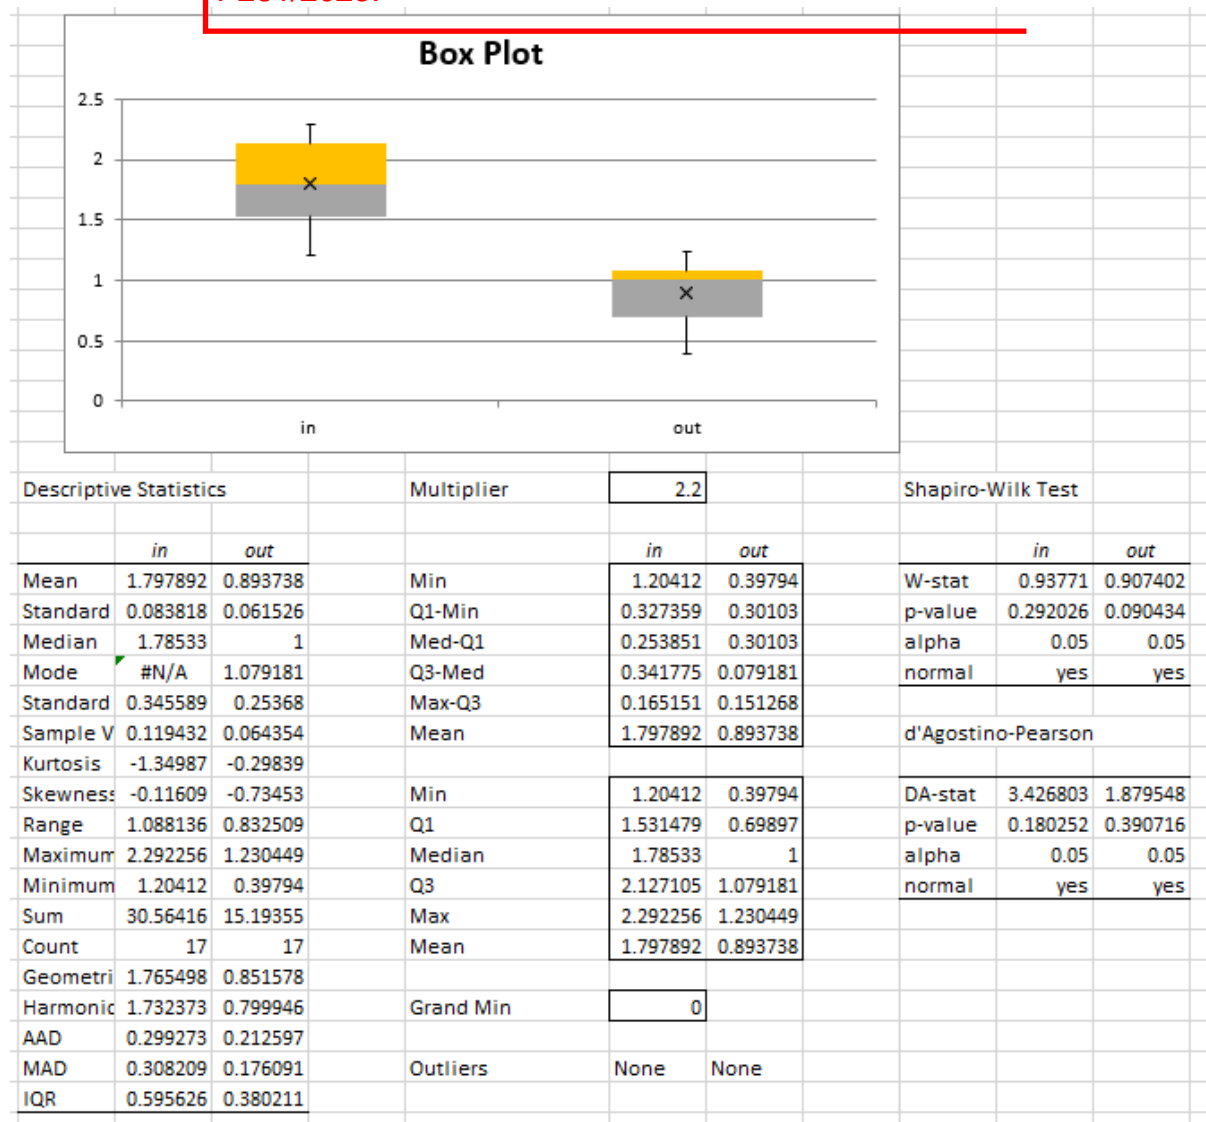 Box Plot
2.5
2
1.5
1
0.5
0
in out
Descriptive Statistics Multiplier 2.2 Shapiro-Wilk Test
in out in out in out
Mean 1.797892 0.893738 Min 1.20412 0.39794 W-stat 0.93771 0.907402
Standard 0.083818 0.061526 Q1-Min 0.327359 0.30103 p-value 0.292026 0.090434
Median 1.78533 1 Med-Q1 0.253851 0.30103 alpha 0.05 0.05
Mode #N/A 1.079181 Q3-Med 0.341775 0.079181 normal yes yes
Standard 0.345589 0.25368 Max-Q3 0.165151 0.151268
Sample V 0.119432 0.064354 Mean 1.797892 0.893738 d'Agostino-Pearson
Kurtosis -1.34987 -0.29839
Skewness -0.11609 -0.73453 Min 1.20412 0.39794 DA-stat 3.426803 1.879548
Range 1.088136 0.832509 Q1 1.531479 0.69897 p-value 0.180252 0.390716
Maximum 2.292256 1.230449 Median 1.78533 1 alpha 0.05 0.05
Minimum 1.20412 0.39794 Q3 2.127105 1.079181 normal yes yes
Sum 30.56416 15.19355 Max 2.292256 1.230449
Count 17 17 Mean 1.797892 0.893738
Geometri 1.765498 0.851578
Harmonic 1.732373 0.799946 Grand Min 0
AAD 0.299273 0.212597
MAD 0.308209 0.176091 Outliers None None
IQR 0.595626 0.380211